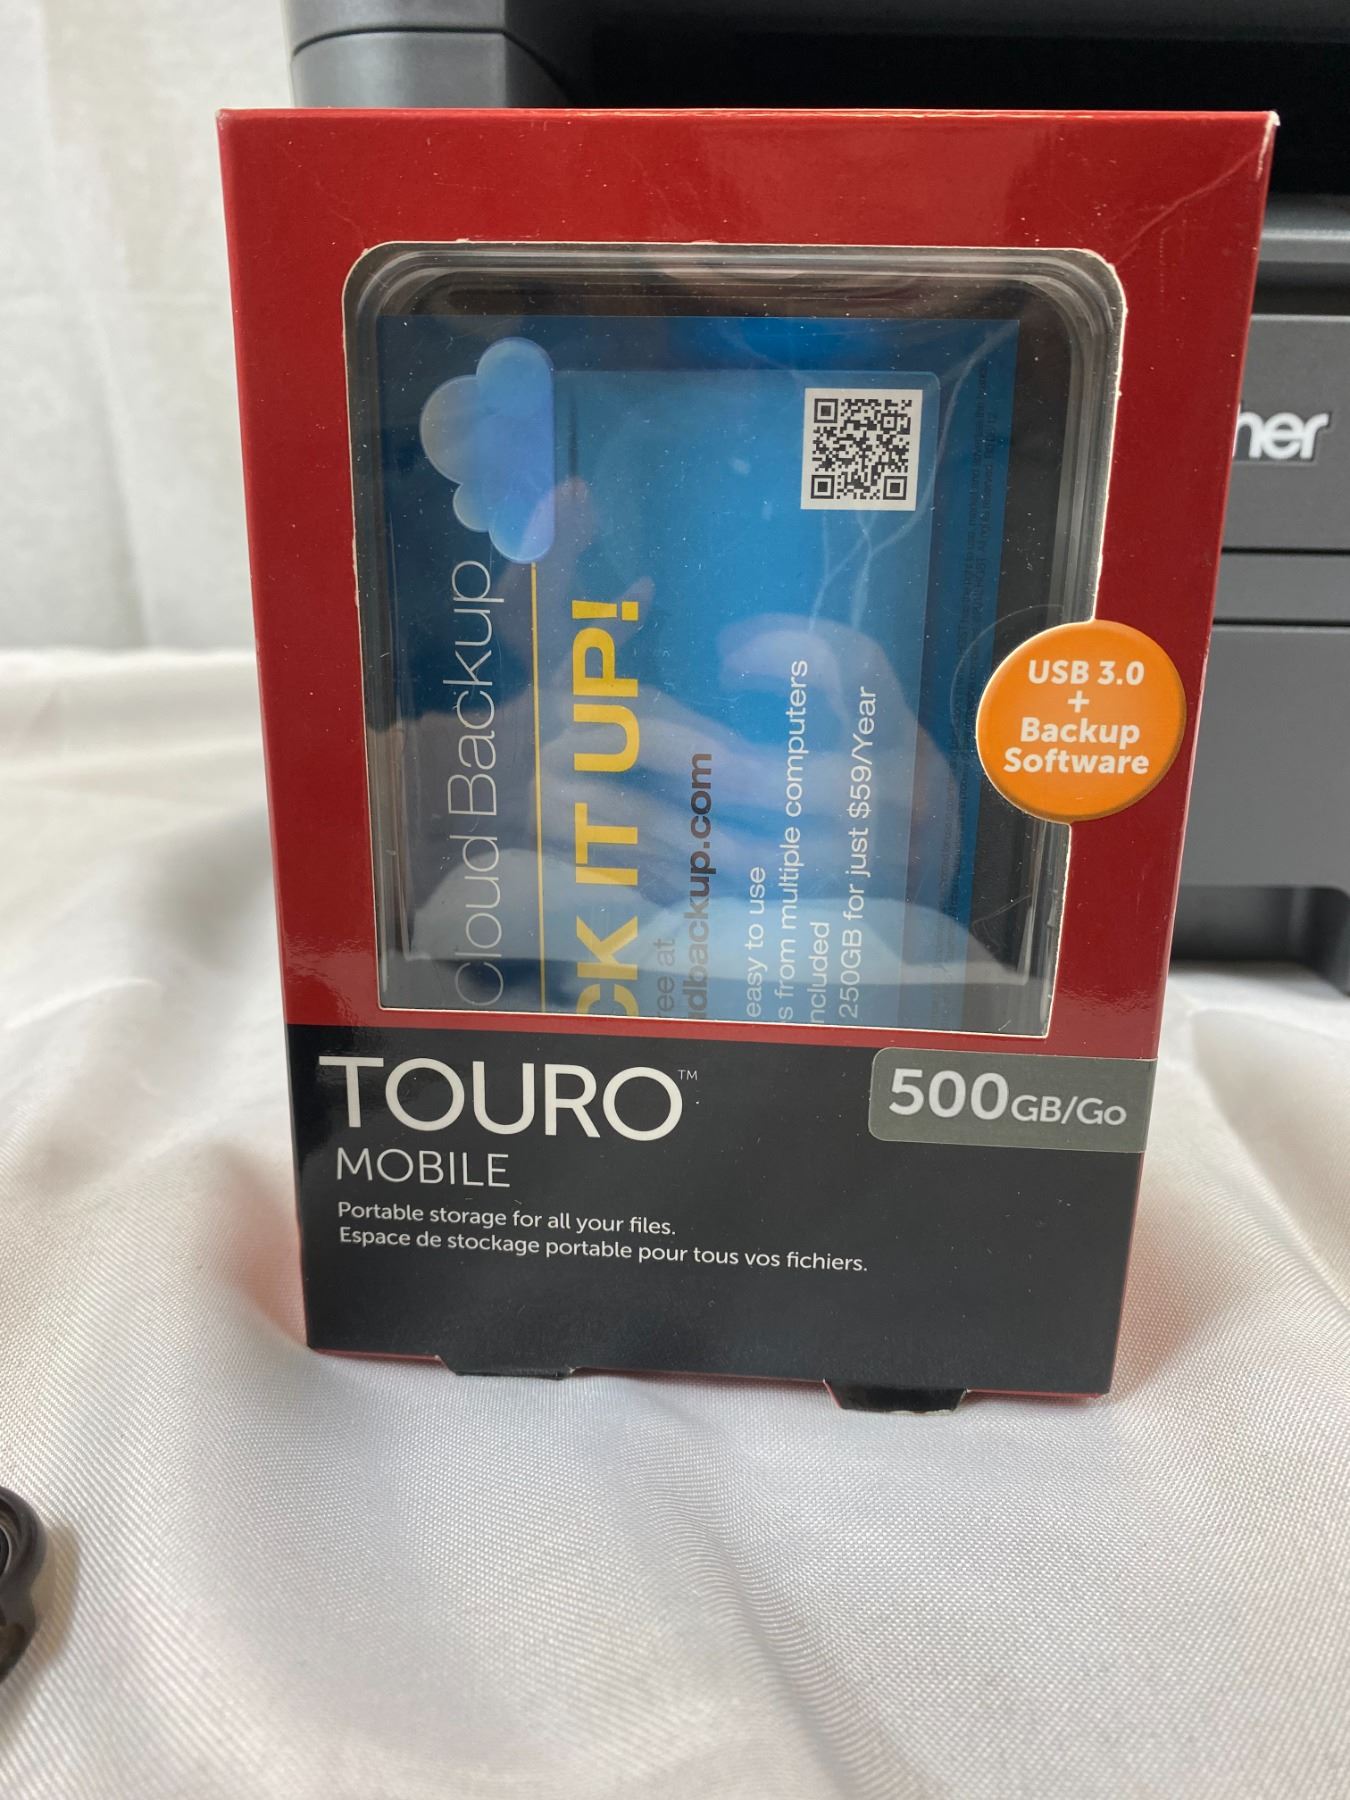 Cloud Backup
CK IT UP!
ree at
adbackup.com
easy to use
s from multiple computers
ncluded
250GB for just $59/Year
her
USB 3.0
+
Backup
Software
TOURO™
MOBILE
500GB/Go
Portable storage for all your files.
Espace de stockage portable pour tous vos fichiers.